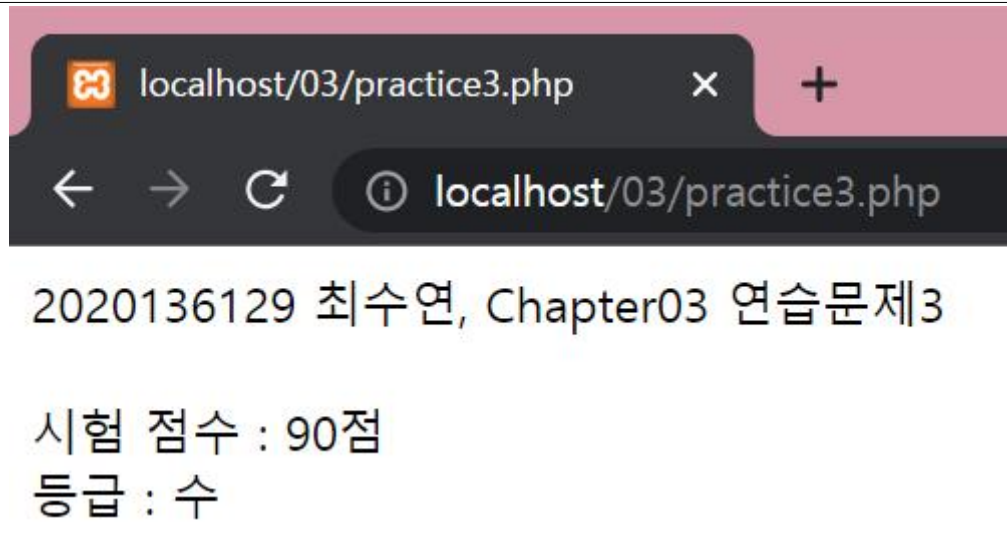 localhost/03/practice3.php
localhost/03/practice3.php
2020136129 최수연, Chapter03 연습문제3
시험 점수 : 90점
등급 : 수